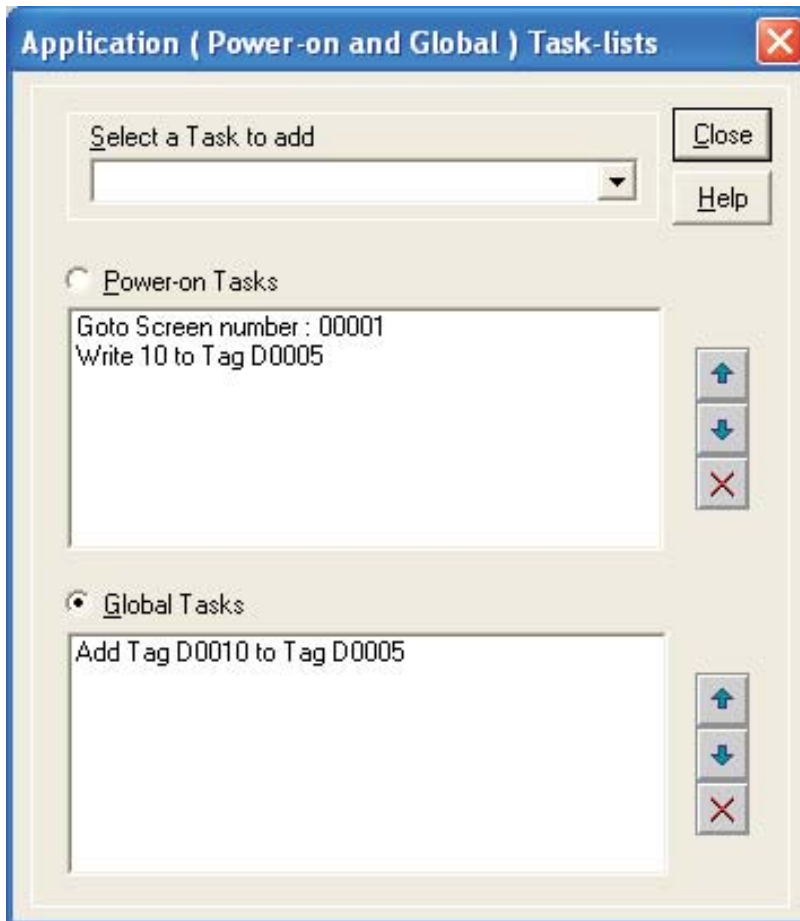 Application ( Power-on and Global ) Task-lists
Select a Task to add
Close
Help
Power-on Tasks
Goto Screen number : 00001
Write 10 to Tag D0005
Global Tasks
Add Tag D0010 to Tag D0005